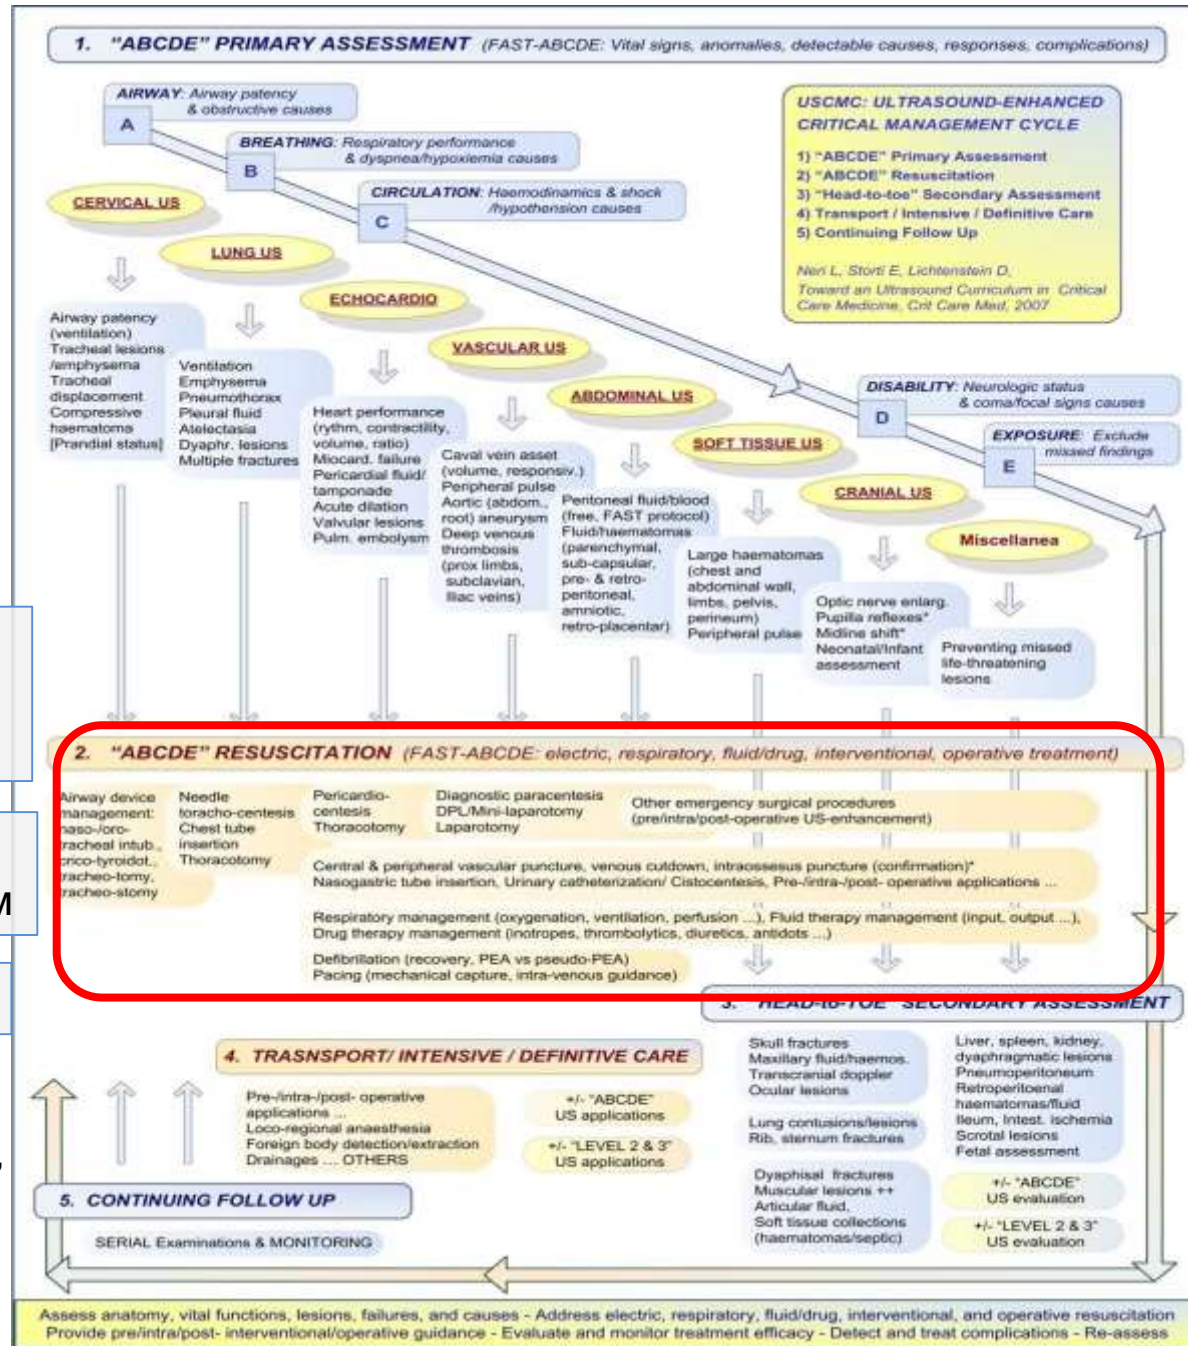 1. "ABCDE" PRIMARY ASSESSMENT (FAST-ABCDE: Vital signs, anomalies, detectable causes, responses, complications)
AIRWAY: Airway patency
& obstructive causes
A
BREATHING: Respiratory performance
& dyspnea/hypoxiemia causes
B
CIRCULATION: Haemodinamics & shock
/hypothension causes
C
USCMC: ULTRASOUND-ENHANCED
CRITICAL MANAGEMENT CYCLE
1) "ABCDE" Primary Assessment
2) "ABCDE" Resuscitation
3) "Head-to-toe" Secondary Assessment
4) Transport / Intensive / Definitive Care
5) Continuing Follow Up
Neri L, Storti E, Lichtenstein D,
Toward an Ultrasound Curriculum in Critical
Care Medicine, Crit Care Med, 2007
DISABILITY: Neurologic status
& coma/focal signs causes
D
EXPOSURE: Exclude
missed findings
E
CERVICAL US
Airway patency
(ventilation)
Tracheal lesions
/emphysema
Tracheal
displacement
Compressive
haematoma
[Prandial status]
LUNG US
Ventilation
Emphysema
Pneumothorax
Pleural fluid
Atelectasia
Dyaphr. lesions
Multiple fractures
ECHOCARDIO
Heart performance
(rythm, contractility,
volume, ratio)
Miocard. failure
Pericardial fluid/
tamponade
Acute dilation
Valvular lesions
Pulm. embolysm
VASCULAR US
Caval vein asset
(volume, responsiv.)
Peripheral pulse
Aortic (abdom.,
root) aneurysm
Deep venous
thrombosis
(prox limbs,
subclavian,
Iliac veins)
ABDOMINAL US
Peritoneal fluid/blood
(free, FAST protocol)
Fluid/haematomas
(parenchymal,
sub-capsular,
pre- & retro-
peritoneal,
amniotic,
retro-placentar)
SOFT TISSUE US
Large haematomas
(chest and
abdominal wall,
limbs, pelvis,
perineum)
Peripheral pulse
CRANIAL US
Optic nerve enlarg.
Pupilla reflexes*
Midline shift*
Neonatal/Infant
assessment
Miscellanea
Preventing missed
life-threatening
lesions
2. "ABCDE" RESUSCITATION (FAST-ABCDE: electric, respiratory, fluid/drug, interventional, operative treatment)
Airway device
management:
naso-/oro-
tracheal intub.,
crico-tyroidot.,
tracheo-tomy,
tracheo-stomy
Needle
toracho-centesis
Chest tube
insertion
Thoracotomy
Pericardio-
centesis
Thoracotomy
Diagnostic paracentesis
DPL/Mini-laparotomy
Laparotomy
Other emergency surgical procedures
(pre/intra/post-operative US-enhancement)
Central & peripheral vascular puncture, venous cutdown, intraossesus puncture (confirmation)*
Nasogastric tube insertion, Urinary catheterization/ Cistocentesis, Pre-/intra-/post- operative applications ...
Respiratory management (oxygenation, ventilation, perfusion ...), Fluid therapy management (input, output ...),
Drug therapy management (inotropes, thrombolytics, diuretics, antidots ...)
Defibrillation (recovery, PEA vs pseudo-PEA)
Pacing (mechanical capture, intra-venous guidance)
м
,
3. "HEAD-to-TOE" SECONDARY ASSESSMENT
Skull fractures
Maxillary fluid/haemos.
Transcranial doppler
Ocular lesions
Lung contusions/lesions
Rib, sternum fractures
Dyaphisal fractures
Muscular lesions ++
Articular fluid,
Soft tissue collections
(haematomas/septic)
Liver, spleen, kidney,
dyaphragmatic lesions
Pneumoperitoneum
Retroperitoenal
haematomas/fluid
Ileum, Intest. ischemia
Scrotal lesions
Fetal assessment
+/- "ABCDE"
US evaluation
+/- "LEVEL 2 & 3"
US evaluation
4. TRASNSPORT/ INTENSIVE / DEFINITIVE CARE
Pre-/intra-/post- operative
applications ...
Loco-regional anaesthesia
Foreign body detection/extraction
Drainages .... OTHERS
+/- "ABCDE"
US applications
+/- "LEVEL 2 & 3"
US applications
5. CONTINUING FOLLOW UP
SERIAL Examinations & MONITORING
Assess anatomy, vital functions, lesions, failures, and causes - Address electric, respiratory, fluid/drug, interventional, and operative resuscitation
Provide pre/intra/post- interventional/operative guidance - Evaluate and monitor treatment efficacy - Detect and treat complications - Re-assess